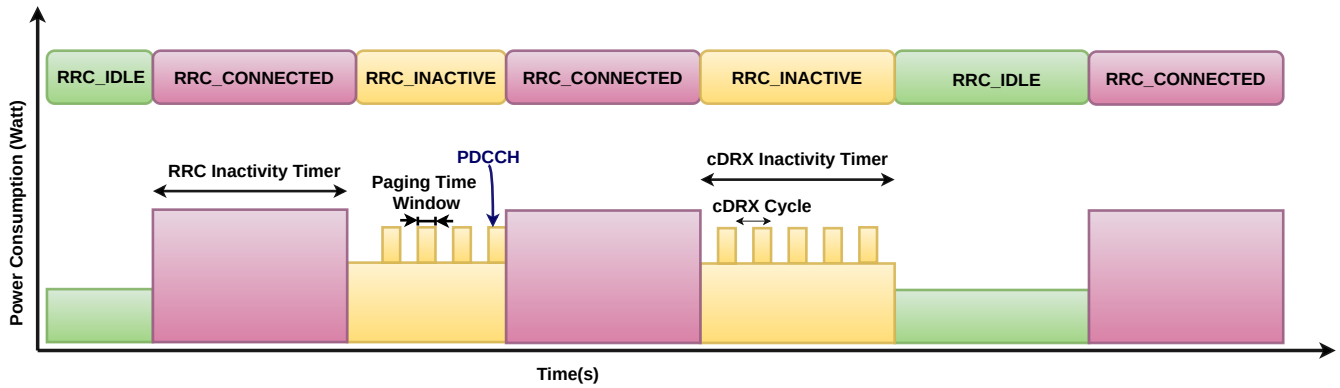 RRC_IDLE
RRC_CONNECTED
RRC_INACTIVE
RRC_CONNECTED
RRC_INACTIVE
RRC_IDLE
RRC_CONNECTED
Power Consumption (Watt)
RRC Inactivity Timer
Paging Time
Window
PDCCH
cDRX Inactivity Timer
cDRX Cycle
Time(s)